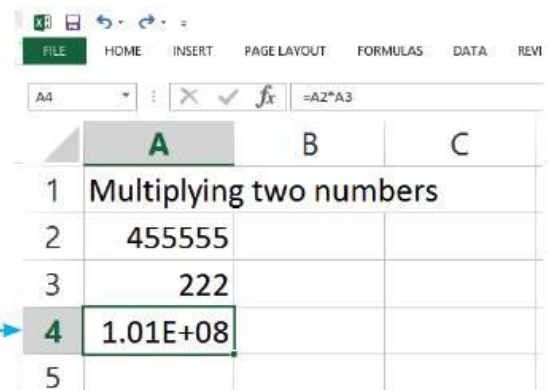 FILE HOME INSERT PAGE LAYOUT FORMULAS DATA REVI
A4 fx =A2*A3
A B C
1 Multiplying two numbers
2 455555
3 222
4 1.01E+08
5